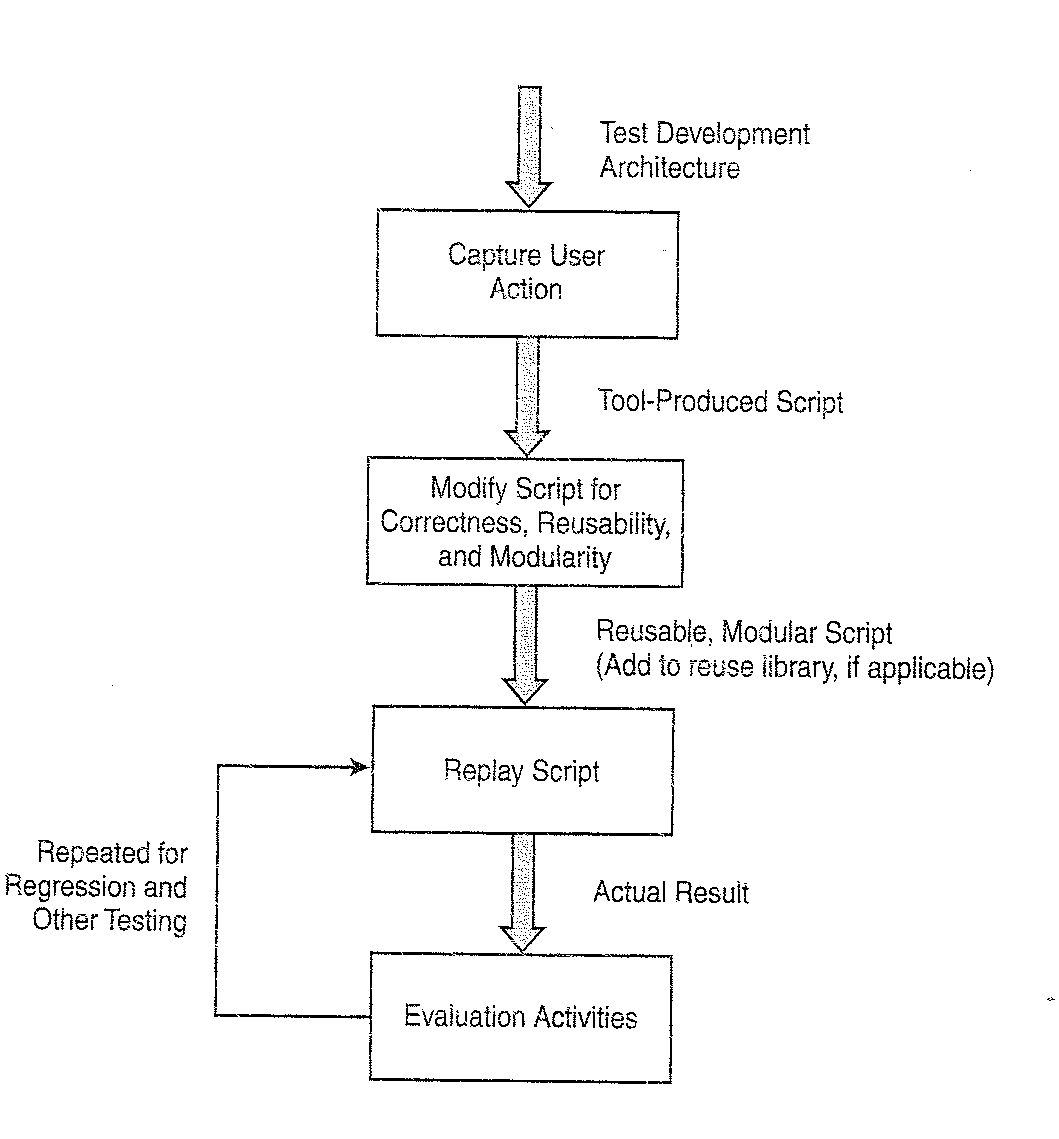 Test Development
Architecture
Capture User
Action
Tool-Produced Script
Modify Script for
Correctness, Reusability,
and Modularity
Reusable, Modular Script
(Add to reuse library, if applicable)
Replay Script
Repeated for
Regression and
Other Testing
Actual Result
Evaluation Activities